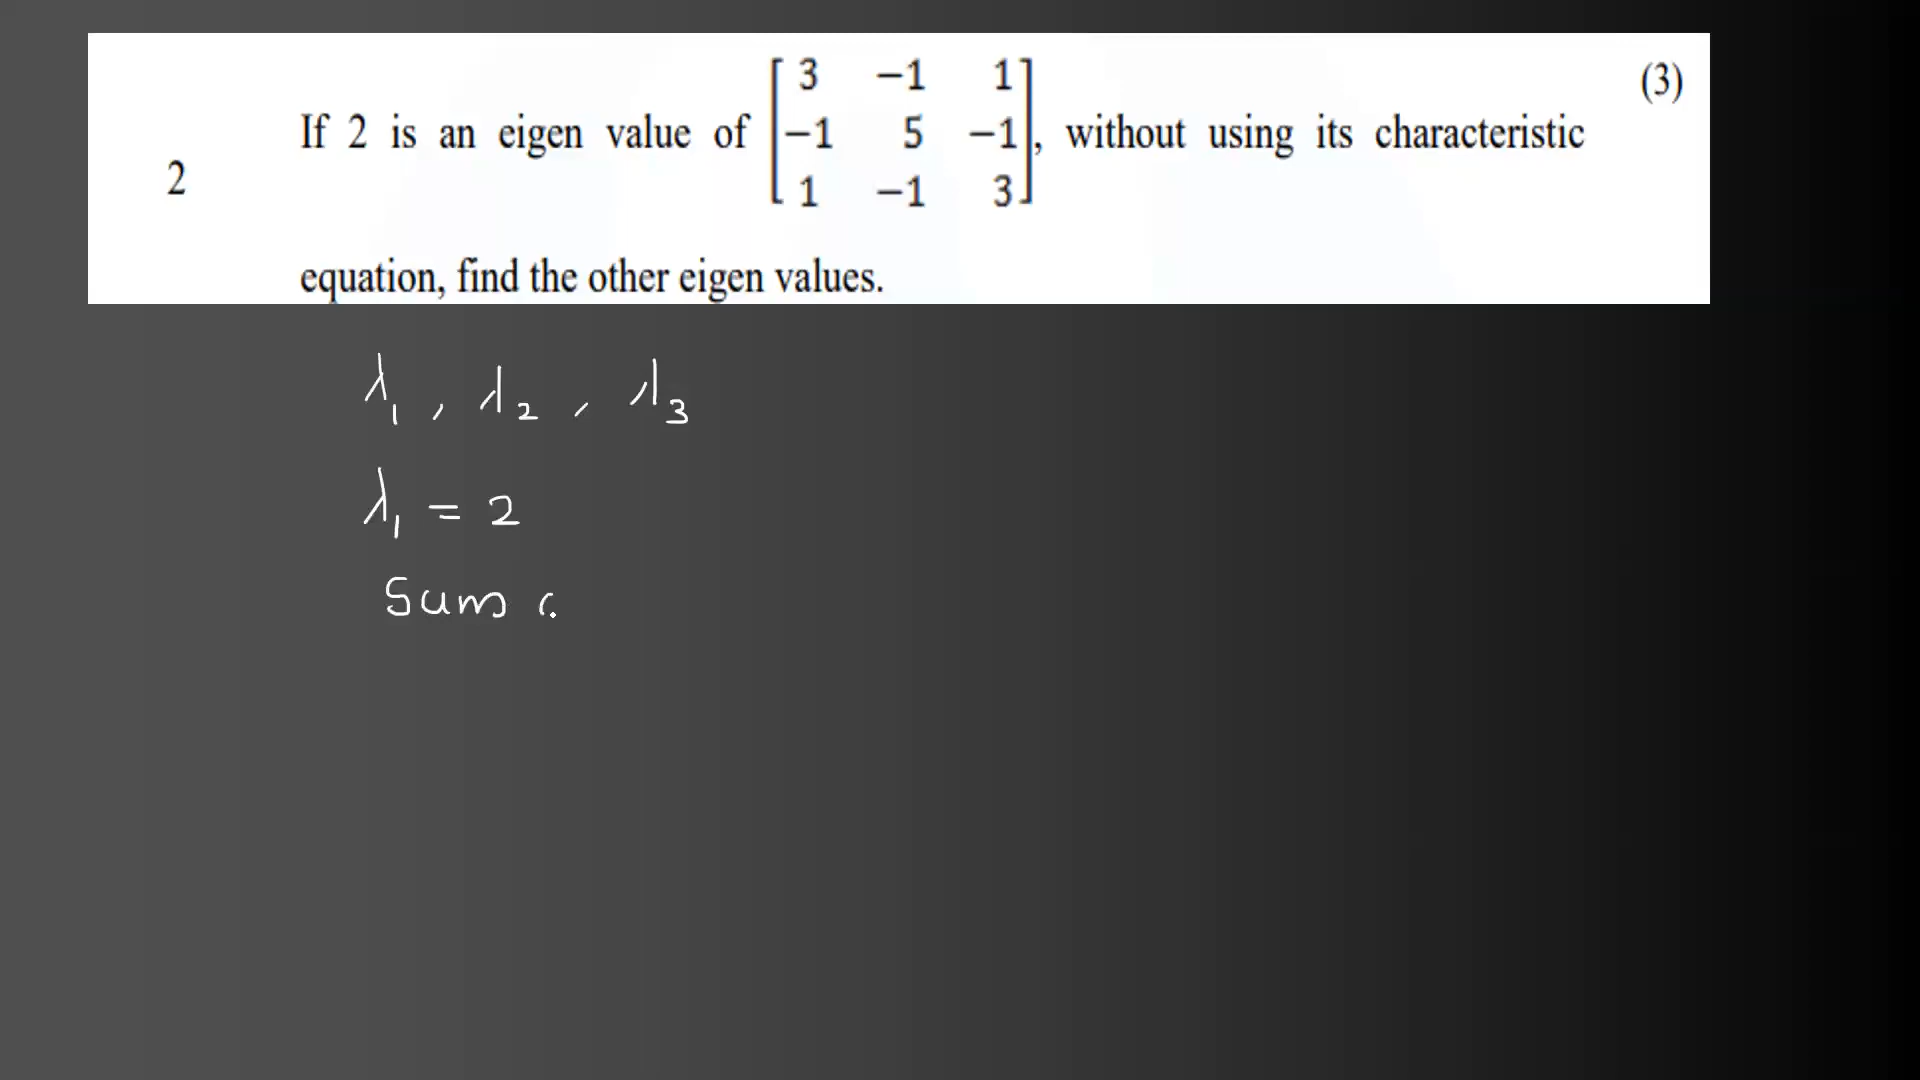 (3)
If 2 is an eigen value of [3 −1 1
−1 5 −1
1 −1 3], without using its characteristic
2
equation, find the other eigen values.
λ₁ , λ₂ , λ₃
λ₁ = 2
Sum